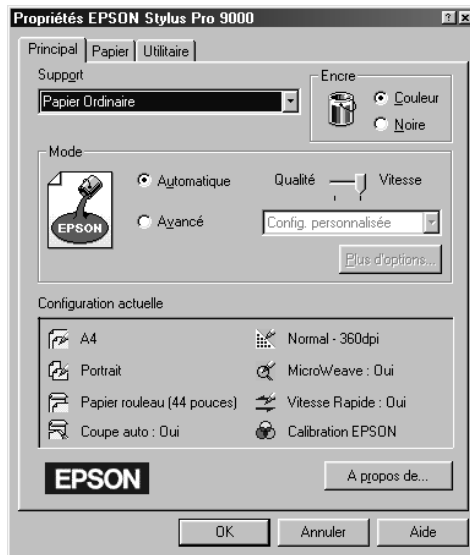 Propriétés EPSON Stylus Pro 9000
Principal Papier Utilitaire
Support
Papier Ordinaire
Encre
Couleur
Noire
Mode
EPSON
Automatique
Avancé
Qualité Vitesse
Config. personnalisée
Plus d'options...
Configuration actuelle
A4
Portrait
Papier rouleau (44 pouces)
Coupe auto : Oui
Normal - 360dpi
MicroWeave : Oui
Vitesse Rapide : Oui
Calibration EPSON
EPSON
A propos de...
OK Annuler Aide